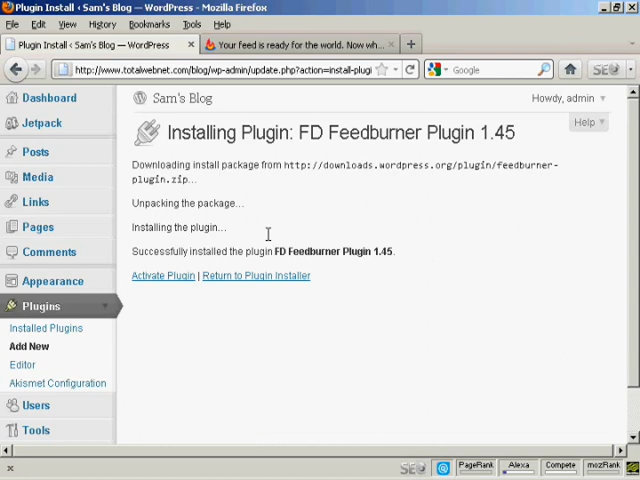 Plugin Install ‹ Sam's Blog — WordPress - Mozilla Firefox
File Edit View History Bookmarks Tools Help
Plugin Install ‹ Sam's Blog — WordPress × Your feed is ready for the world. Now wh... × +
http://www.totalwebnet.com/blog/wp-admin/update.php?action=install-plugi Google SEO
Dashboard
Jetpack
Posts
Media
Links
Pages
Comments
Appearance
Plugins
Installed Plugins
Add New
Editor
Akismet Configuration
Users
Tools
Sam's Blog Howdy, admin
Help
Installing Plugin: FD Feedburner Plugin 1.45
Downloading install package from http://downloads.wordpress.org/plugin/feedburner-
plugin.zip…
Unpacking the package…
Installing the plugin…
Successfully installed the plugin FD Feedburner Plugin 1.45.
Activate Plugin | Return to Plugin Installer
× SEO @ PageRank Alexa Compete mozRank